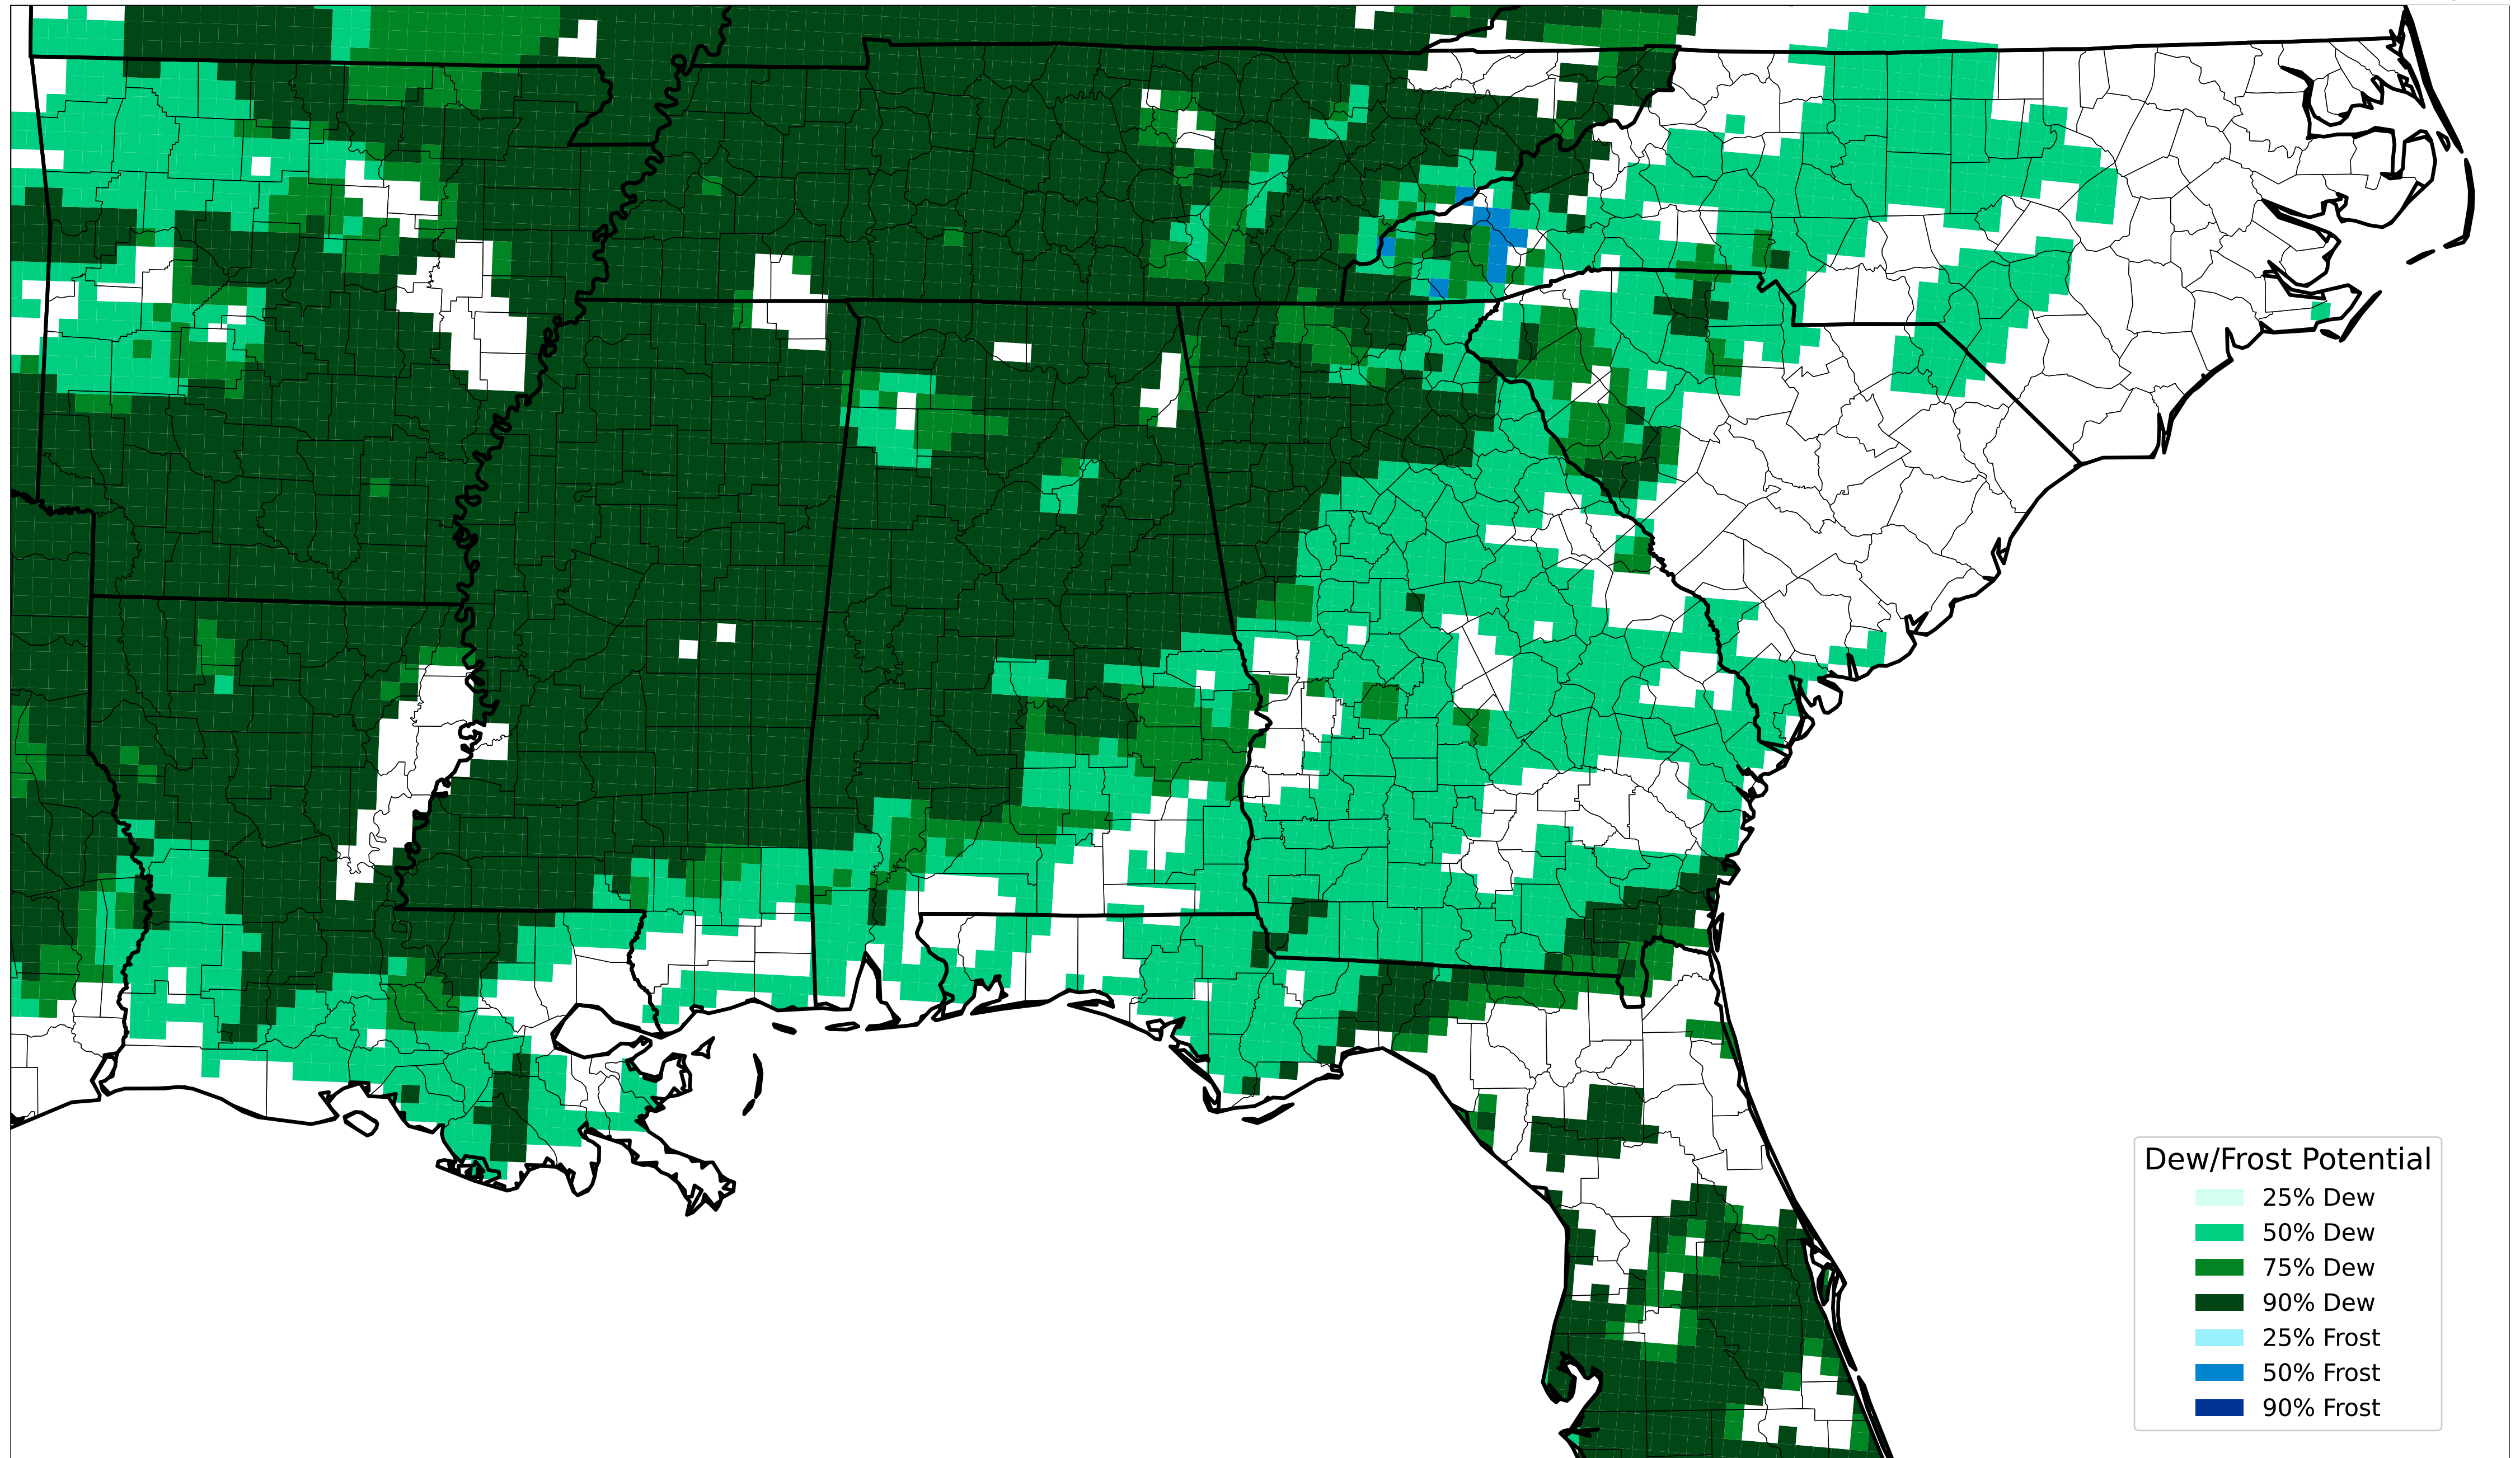 Dew/Frost Potential
25% Dew
50% Dew
75% Dew
90% Dew
25% Frost
50% Frost
90% Frost